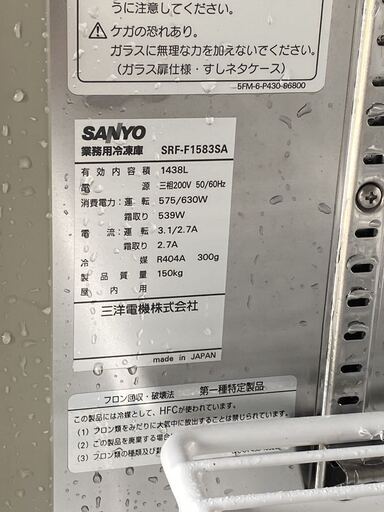 うに注意してください。
ケガの恐れあり
ガラスに無理な力を加えないでください。
(ガラス扉仕様・すしネタケース)
5FM-6-P430-96800
SANYO
業務用冷凍庫 SRF-F1583SA
有効内容積 1438L
電源 三相200V 50/60Hz
消費電力：運転 575/630W
霜取り 539W
電流：運転 3.1/2.7A
霜取り 2.7A
冷媒 R404A 300g
製品質量 150kg
屋内用
三洋電機株式会社
made in JAPAN
フロン回収・破壊法 第一種特定製品
この製品には冷媒として、HFCが使われています。
(1) フロン類をみだりに大気中に放出することは禁じられています。
(2) この製品を廃棄する場合
(3) フロン類の種類及び数